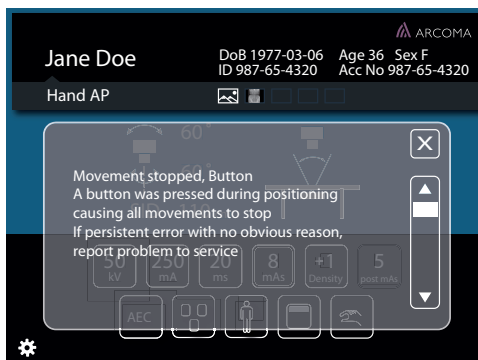 ARCOMA
Jane Doe
DoB 1977-03-06 Age 36 Sex F
ID 987-65-4320 Acc No 987-65-4320
Hand AP
60°
X
Movement stopped, Button
A button was pressed during positioning
causing all movements to stop
If persistent error with no obvious reason,
report problem to service
50 250 20 8 +1 5
kV mA ms mAs Density post mAs
AEC